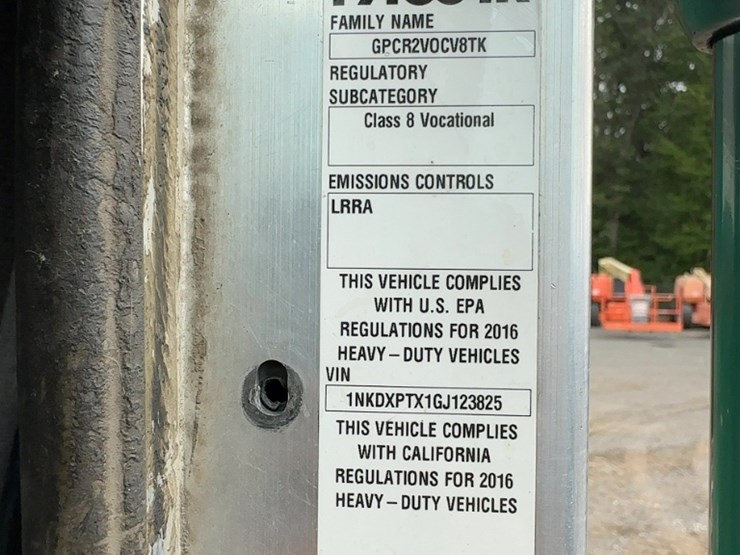 FAMILY NAME
GPCR2VOCV8TK
REGULATORY
SUBCATEGORY
Class 8 Vocational
EMISSIONS CONTROLS
LRRA
THIS VEHICLE COMPLIES
WITH U.S. EPA
REGULATIONS FOR 2016
HEAVY – DUTY VEHICLES
VIN
1NKDXPTX1GJ123825
THIS VEHICLE COMPLIES
WITH CALIFORNIA
REGULATIONS FOR 2016
HEAVY – DUTY VEHICLES